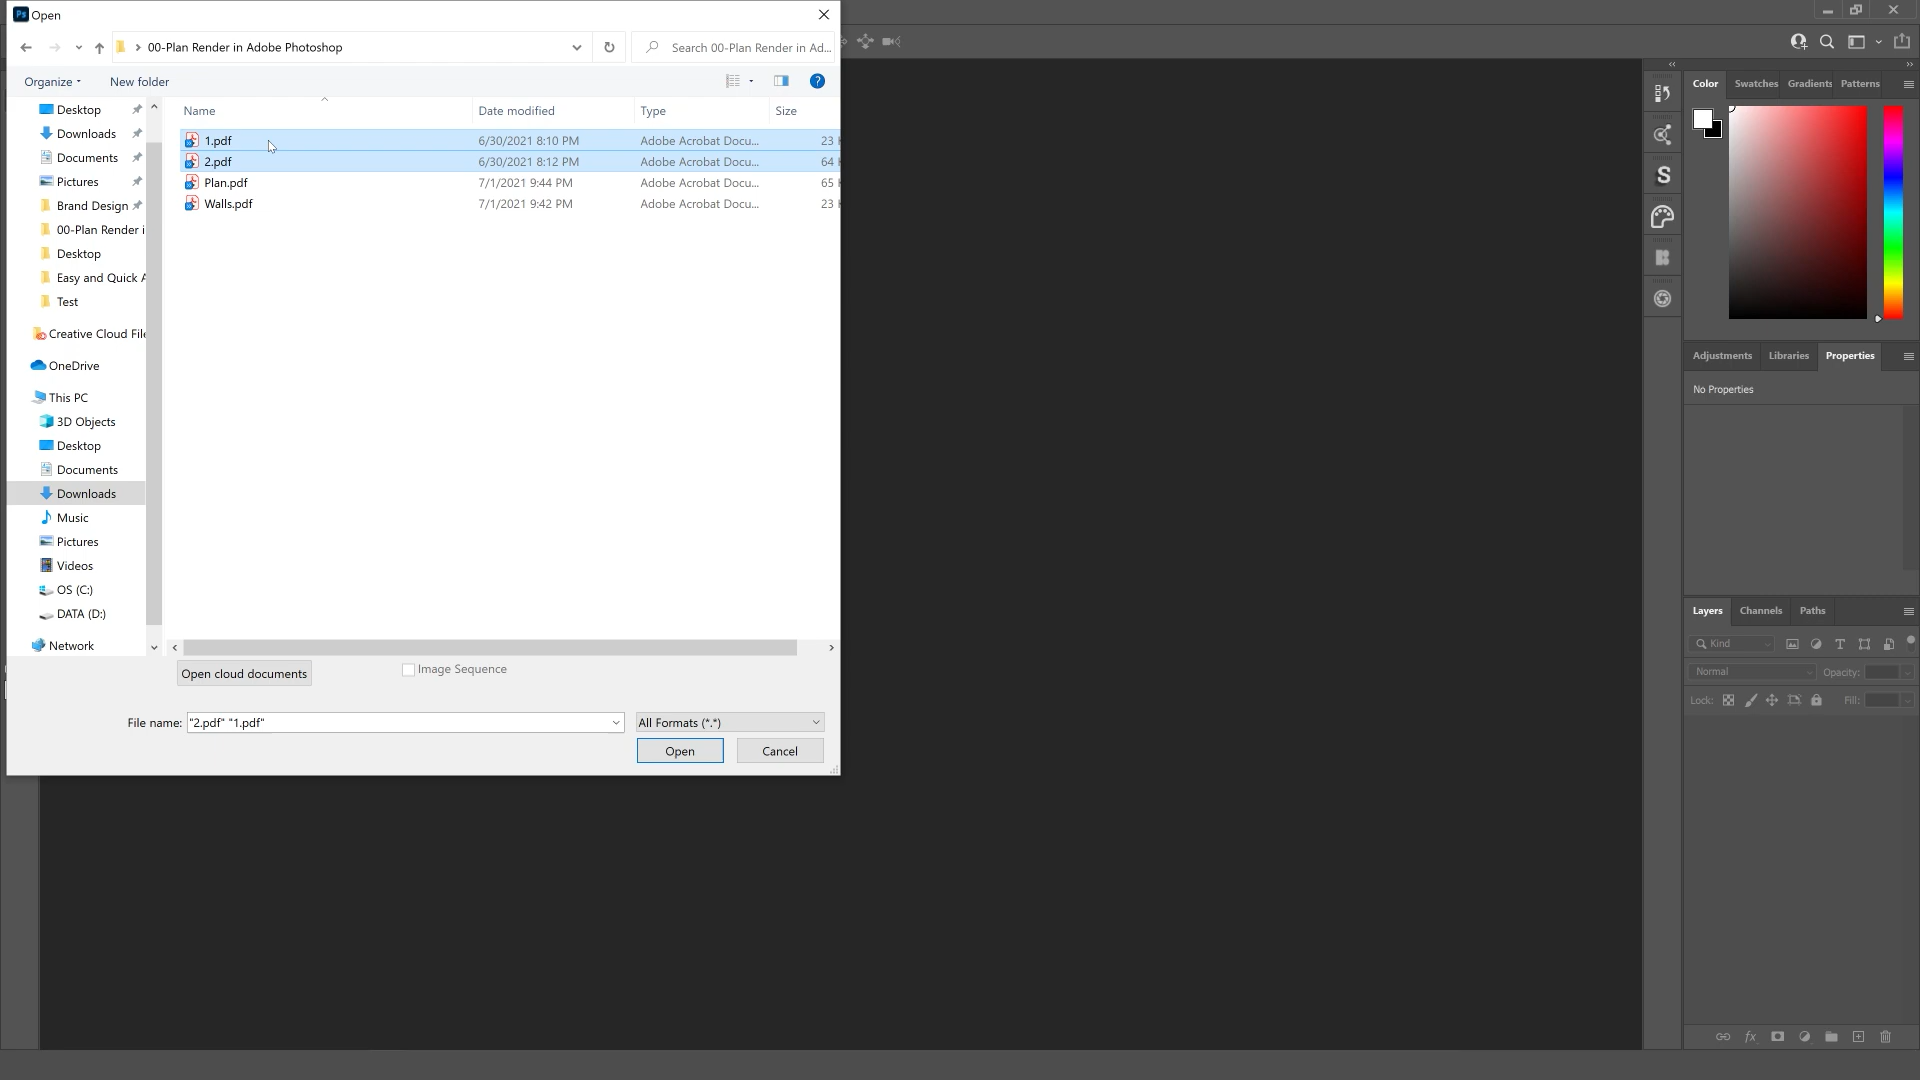 Ps Open
00-Plan Render in Adobe Photoshop
Search 00-Plan Render in Ad...
Organize
New folder
?
Desktop
Downloads
Documents
Pictures
Brand Design
00-Plan Render i
Desktop
Easy and Quick A
Test
Creative Cloud File
OneDrive
This PC
3D Objects
Desktop
Documents
Downloads
Music
Pictures
Videos
OS (C:)
DATA (D:)
Network
Name Date modified Type Size
1.pdf 6/30/2021 8:10 PM Adobe Acrobat Docu... 23
2.pdf 6/30/2021 8:12 PM Adobe Acrobat Docu... 64
Plan.pdf 7/1/2021 9:44 PM Adobe Acrobat Docu... 65
Walls.pdf 7/1/2021 9:42 PM Adobe Acrobat Docu... 23
Open cloud documents
Image Sequence
File name: "2.pdf" "1.pdf"
All Formats (*.*)
Open
Cancel
S
Color Swatches Gradients Patterns
Adjustments Libraries Properties
No Properties
Layers Channels Paths
Kind
T
Normal Opacity:
Lock: Fill:
fx